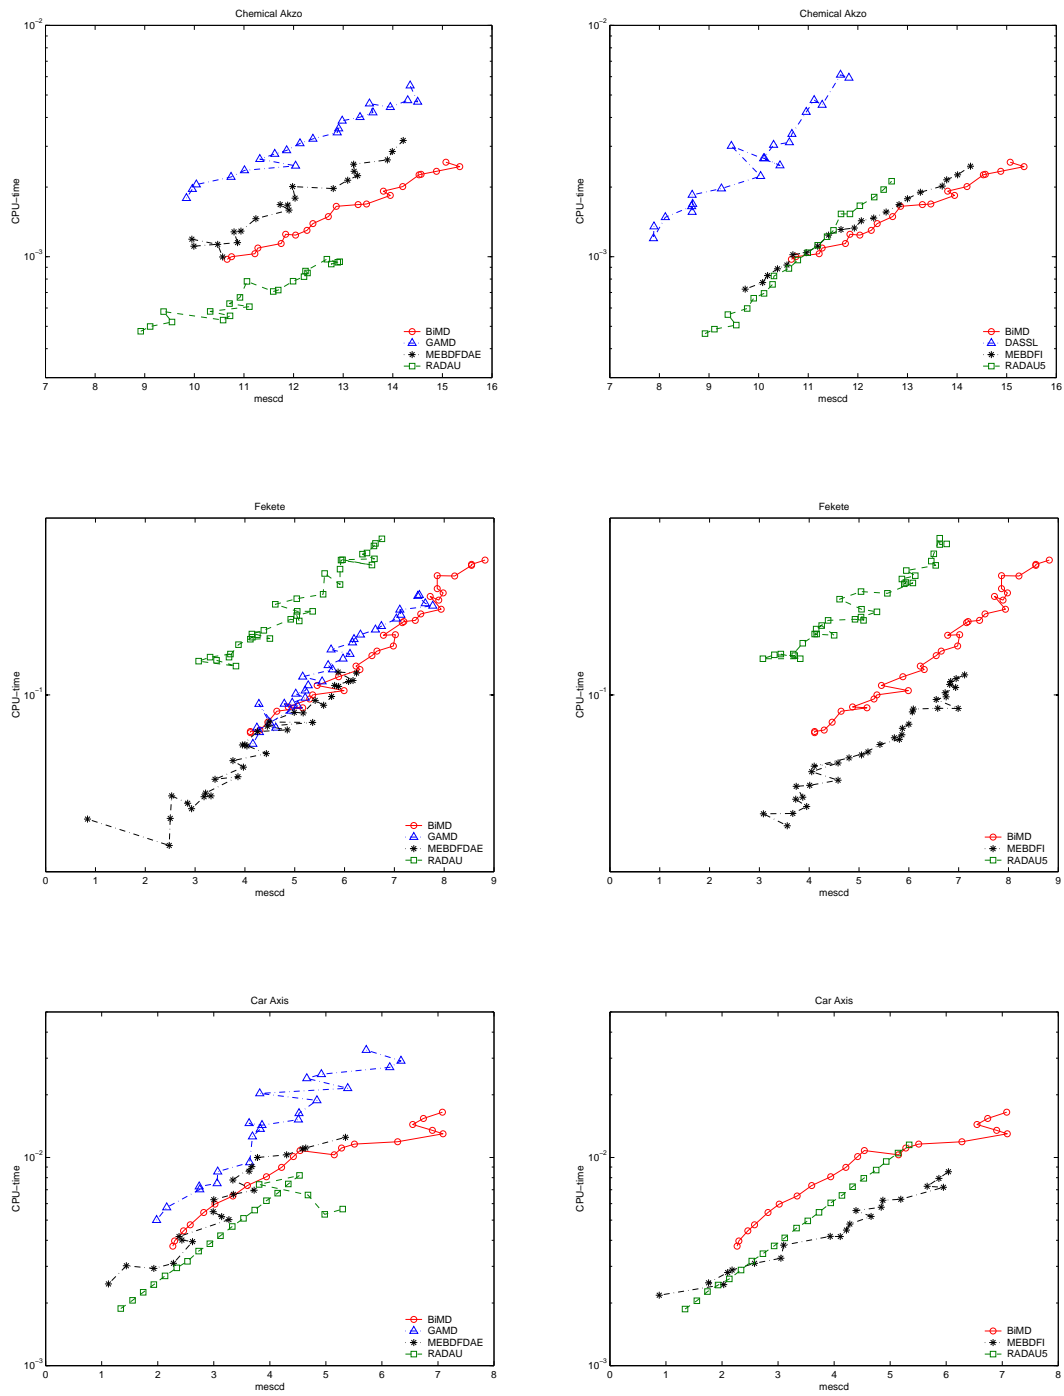 Chemical Akzo
10−2
CPU−time
10−3
BiMD
GAMD
MEBDFDAE
RADAU
7 8 9 10 11 12 13 14 15 16
mescd
Chemical Akzo
10−2
CPU−time
10−3
BiMD
DASSL
MEBDFI
RADAU5
7 8 9 10 11 12 13 14 15 16
mescd
Fekete
CPU−time
10−1
BiMD
GAMD
MEBDFDAE
RADAU
0 1 2 3 4 5 6 7 8 9
mescd
Fekete
CPU−time
10−1
BiMD
MEBDFI
RADAU5
0 1 2 3 4 5 6 7 8 9
mescd
Car Axis
CPU−time
10−2
BiMD
GAMD
MEBDFDAE
RADAU
10−3
0 1 2 3 4 5 6 7 8
mescd
Car Axis
CPU−time
10−2
BiMD
MEBDFI
RADAU5
10−3
0 1 2 3 4 5 6 7 8
mescd